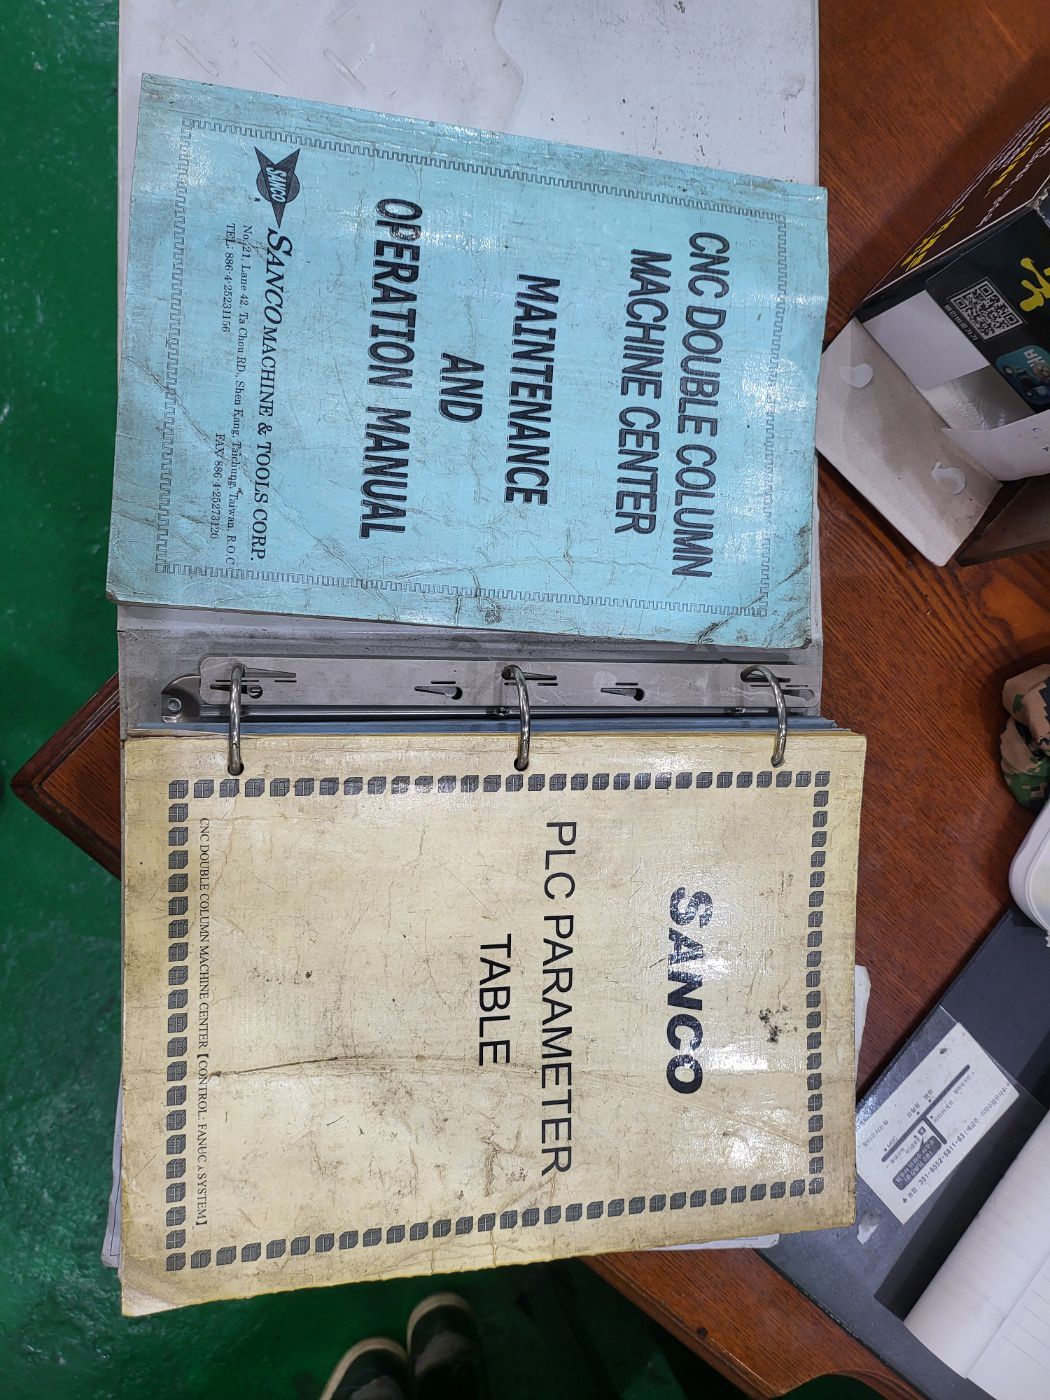 CNC DOUBLE COLUMN
MACHINE CENTER
MAINTENANCE
AND
OPERATION MANUAL
SANCO
SANCO MACHINE & TOOLS CORP.
No. 21, Lane 42, Ta Chou RD., Shen Kang, Taichung, Taiwan, R.O.C
TEL: 886-4-25231156 FAX: 886-4-25273120
SANCO
PLC PARAMETER
TABLE
CNC DOUBLE COLUMN MACHINE CENTER【CONTROL: FANUC 、SYSTEM】